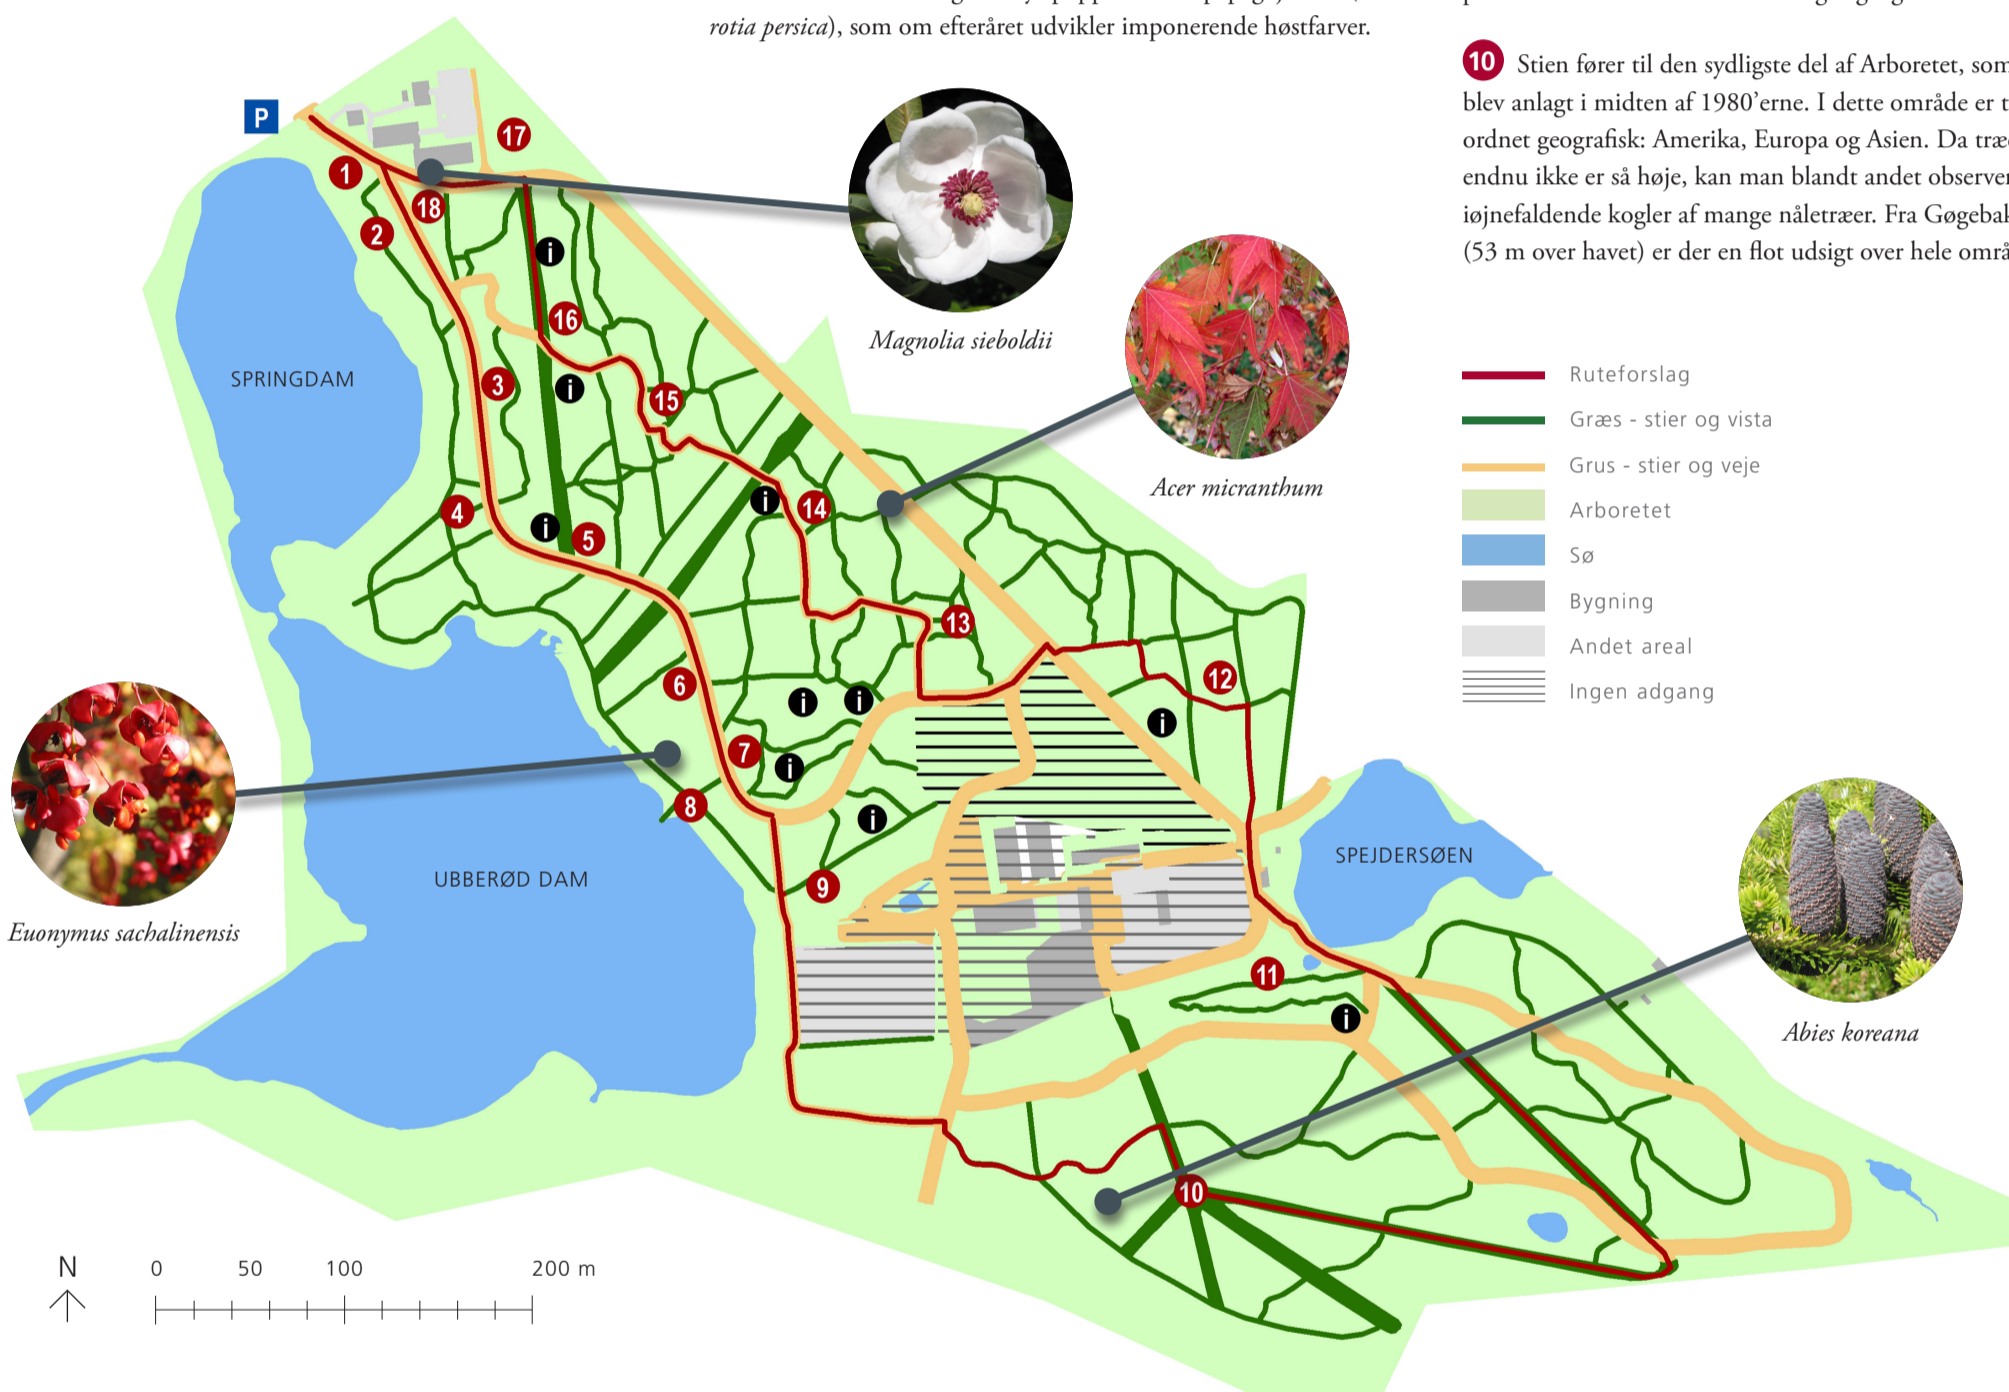 rotia persica), som om efteråret udvikler imponerende høstfarver.
10 Stien fører til den sydligste del af Arboretet, som
blev anlagt i midten af 1980’erne. I dette område er
ordnet geografisk: Amerika, Europa og Asien. Da
endnu ikke er så høje, kan man blandt andet
iøjnefaldende kogler af mange nåletræer. Fra
(53 m over havet) er der en flot udsigt over hele
P
17
1
18
2
i
16
3
i
15
4
i
5
i
14
13
6
12
i
i
i
7
i
8
i
9
11
i
10
SPRINGDAM
UBBERØD DAM
SPEJDERSØEN
Magnolia sieboldii
Acer micranthum
Euonymus sachalinensis
Abies koreana
Ruteforslag
Græs - stier og vista
Grus - stier og veje
Arboretet
Sø
Bygning
Andet areal
Ingen adgang
N
0 50 100 200 m